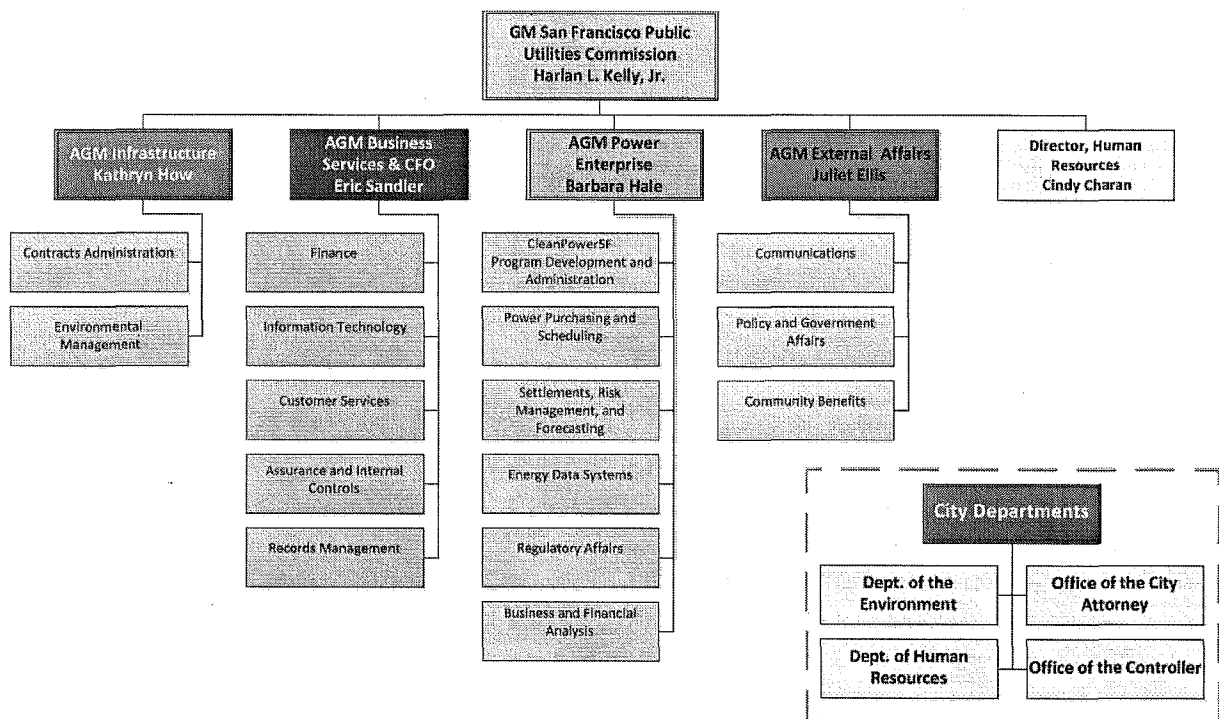 GM San Francisco Public
Utilities Commission
Harlan L. Kelly, Jr.
AGM Infrastructure
Kathryn How
AGM Business
Services & CFO
Eric Sandler
AGM Power
Enterprise
Barbara Hale
AGM External Affairs
Juliet Ellis
Director, Human
Resources
Cindy Charan
Contracts Administration
Environmental
Management
Finance
Information Technology
Customer Services
Assurance and Internal
Controls
Records Management
CleanPowerSF
Program Development and
Administration
Power Purchasing and
Scheduling
Settlements, Risk
Management, and
Forecasting
Energy Data Systems
Regulatory Affairs
Business and Financial
Analysis
Communications
Policy and Government
Affairs
Community Benefits
City Departments
Dept. of the
Environment
Office of the City
Attorney
Dept. of Human
Resources
Office of the Controller